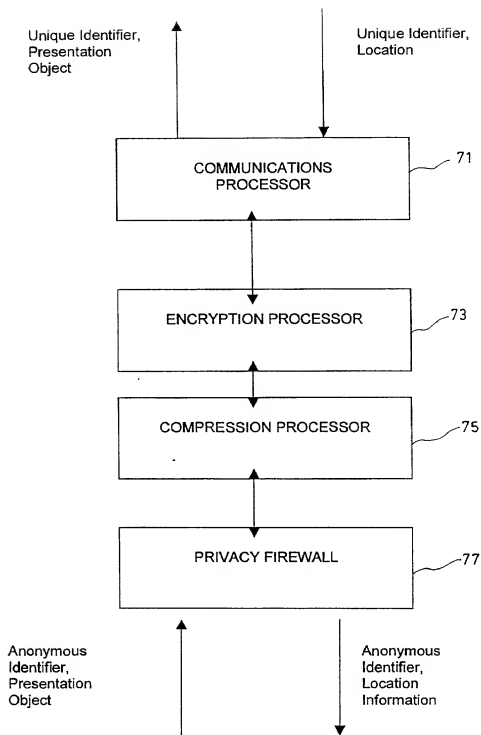 Unique Identifier,
Presentation
Object
Unique Identifier,
Location
COMMUNICATIONS
PROCESSOR
71
ENCRYPTION PROCESSOR
73
COMPRESSION PROCESSOR
75
PRIVACY FIREWALL
77
Anonymous
Identifier,
Presentation
Object
Anonymous
Identifier,
Location
Information